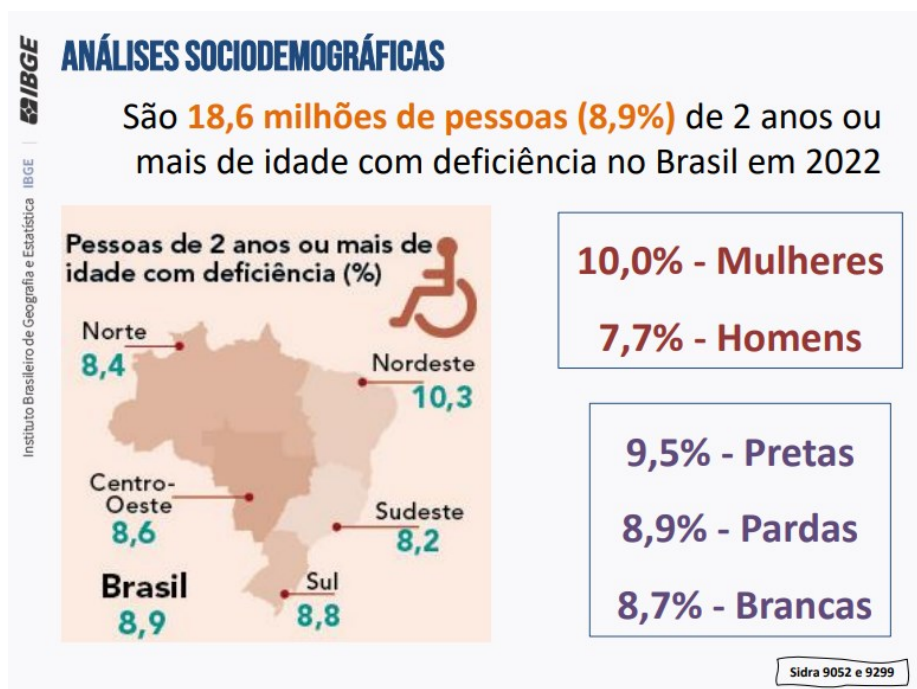 ANÁLISES SOCIODEMOGRÁFICAS
São 18,6 milhões de pessoas (8,9%) de 2 anos ou
mais de idade com deficiência no Brasil em 2022
IBGE
Instituto Brasileiro de Geografia e Estatística IBGE
Pessoas de 2 anos ou mais de
idade com deficiência (%)
Norte
8,4
Nordeste
10,3
Centro-
Oeste
8,6
Sudeste
8,2
Brasil
8,9
Sul
8,8
10,0% - Mulheres
7,7% - Homens
9,5% - Pretas
8,9% - Pardas
8,7% - Brancas
Sidra 9052 e 9299